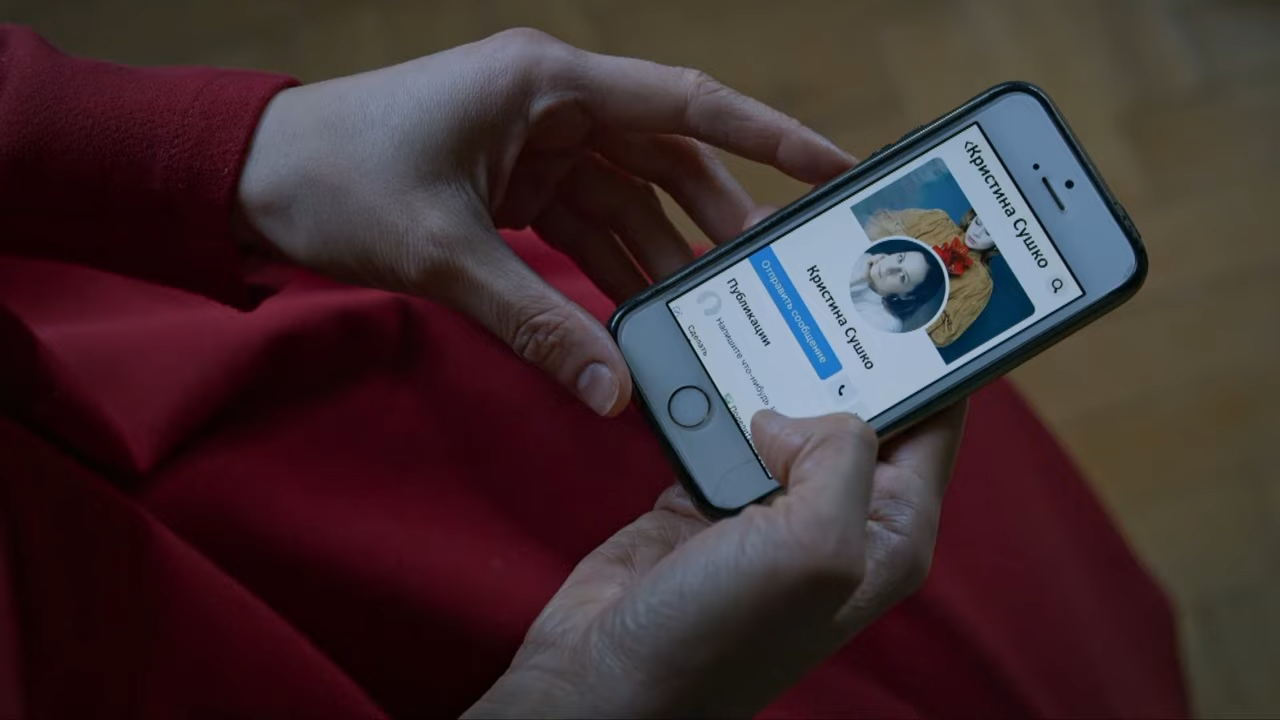 Кристина Сушко
Кристина Сушко
Отправить сообщение
Публикации
Напишите что-нибудь
Сделать